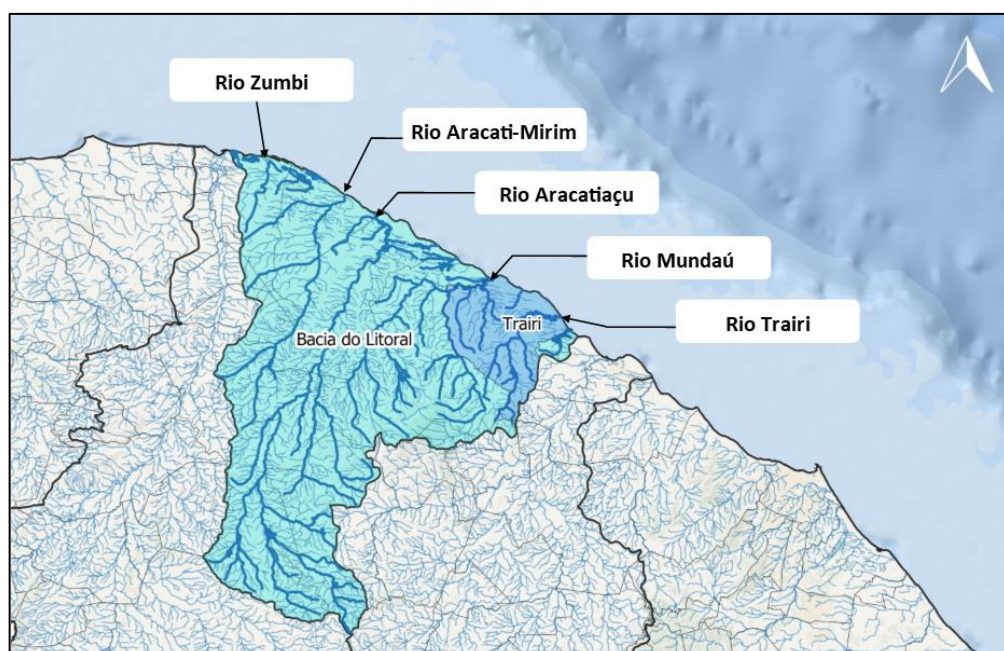 Rio Zumbi
Rio Aracati-Mirim
Rio Aracatiaçu
Rio Mundaú
Rio Trairi
Trairi
Bacia do Litoral